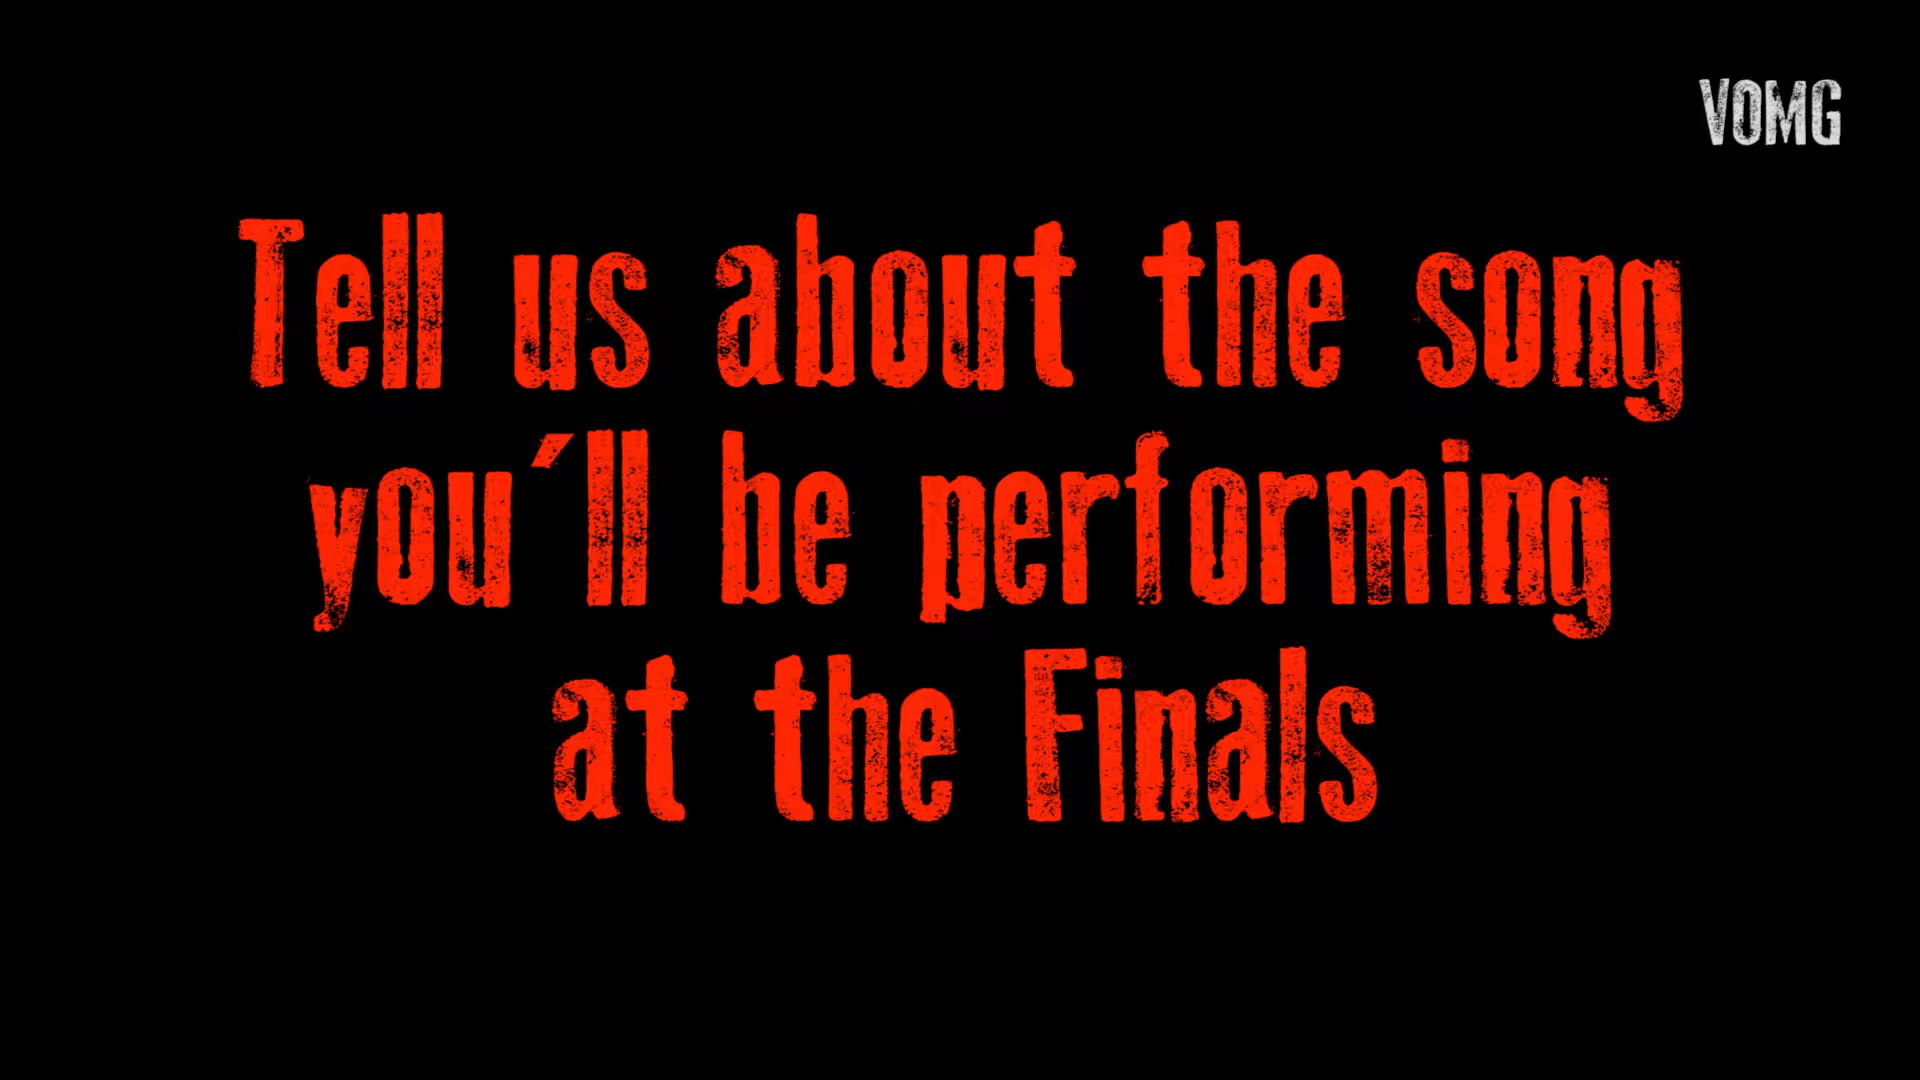 VOMG
Tell us about the song
you´ll be performing
at the Finals